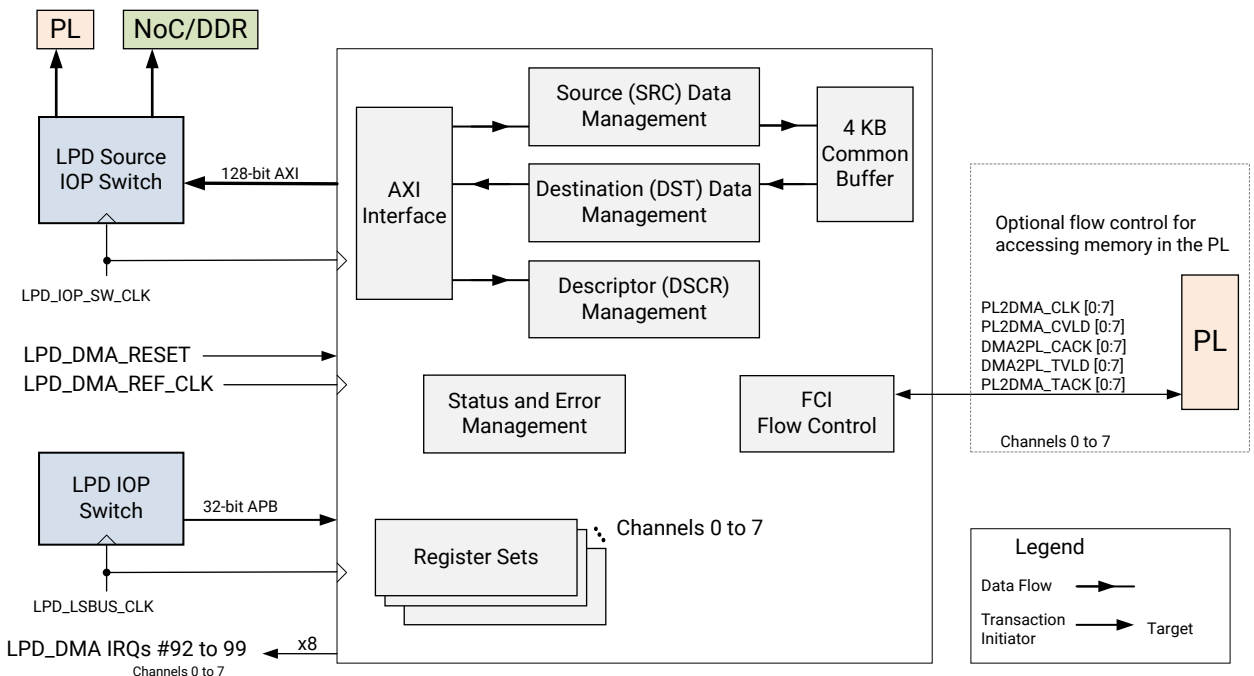 PL
NoC/DDR
LPD Source
IOP Switch
128-bit AXI
LPD_IOP_SW_CLK
AXI
Interface
Source (SRC) Data
Management
Destination (DST) Data
Management
Descriptor (DSCR)
Management
4 KB
Common
Buffer
LPD_DMA_RESET
LPD_DMA_REF_CLK
Status and Error
Management
FCI
Flow Control
Optional flow control for
accessing memory in the PL
PL2DMA_CLK [0:7]
PL2DMA_CVLD [0:7]
DMA2PL_CACK [0:7]
DMA2PL_TVLD [0:7]
PL2DMA_TACK [0:7]
PL
Channels 0 to 7
LPD IOP
Switch
32-bit APB
LPD_LSBUS_CLK
Register Sets
Channels 0 to 7
LPD_DMA IRQs #92 to 99
x8
Channels 0 to 7
Legend
Data Flow
Transaction
Initiator
Target